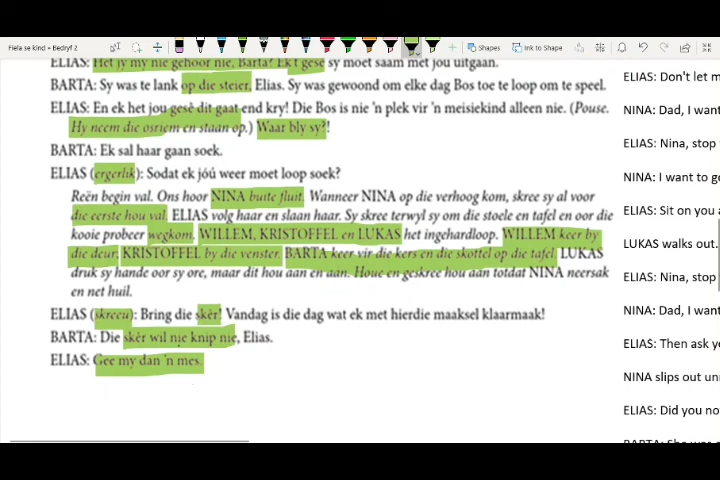 Fiela se kind • Bedryf 2
Shapes
Ink to Shape
ELIAS: Het jy my nie gehoor nie, Barta? Ek't gesê sy moet saam met jou uitgaan.
BARTA: Sy was te lank op die steier, Elias. Sy was gewoond om elke dag Bos toe te loop om te speel.
ELIAS: En ek het jou gesê dit gaat end kry! Die Bos is nie 'n plek vir 'n meisiekind alleen nie. (Pouse.
Hy neem die osriem en staan op.) Waar bly sy?!
BARTA: Ek sal haar gaan soek.
ELIAS (ergerlik): Sodat ek jóú weer moet loop soek?
Reën begin val. Ons hoor NINA buite fluit. Wanneer NINA op die verhoog kom, skree sy al voor
die eerste hou val. ELIAS volg haar en slaan haar. Sy skree terwyl sy om die stoele en tafel en oor die
kooie probeer wegkom. WILLEM, KRISTOFFEL en LUKAS het ingehardloop. WILLEM keer by
die deur, KRISTOFFEL by die venster. BARTA keer vir die kers en die skottel op die tafel. LUKAS
druk sy hande oor sy ore, maar dit hou aan en aan. Houe en geskree hou aan totdat NINA neersak
en net huil.
ELIAS (skreeu): Bring die skêr! Vandag is die dag wat ek met hierdie maaksel klaarmaak!
BARTA: Die skêr wil nie knip nie, Elias.
ELIAS: Gee my dan 'n mes.
ELIAS: Don't let m
NINA: Dad, I want
ELIAS: Nina, stop
NINA: I want to go
ELIAS: Sit on you a
LUKAS walks out.
ELIAS: Nina, stop
NINA: Dad, I want
ELIAS: Then ask yo
NINA slips out unn
ELIAS: Did you no